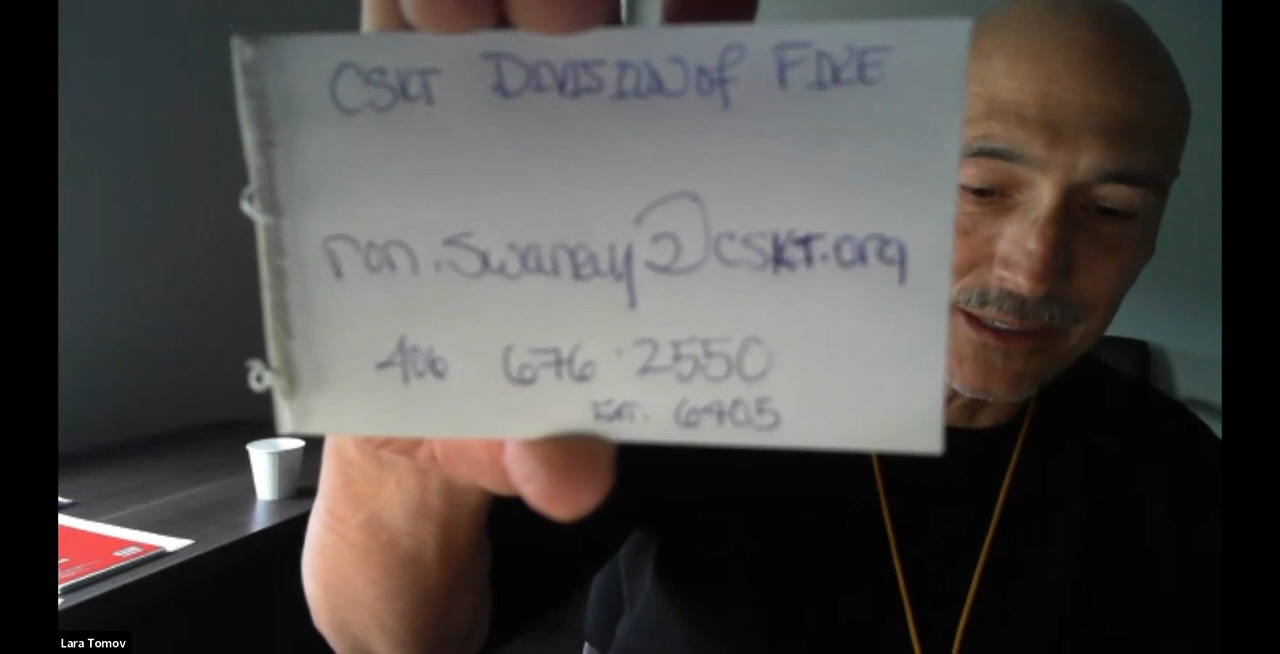 CSKT DIVISION of FIRE
ron.swaney@cskt.org
406 676-2550
EXT. 6405
Lara Tomov